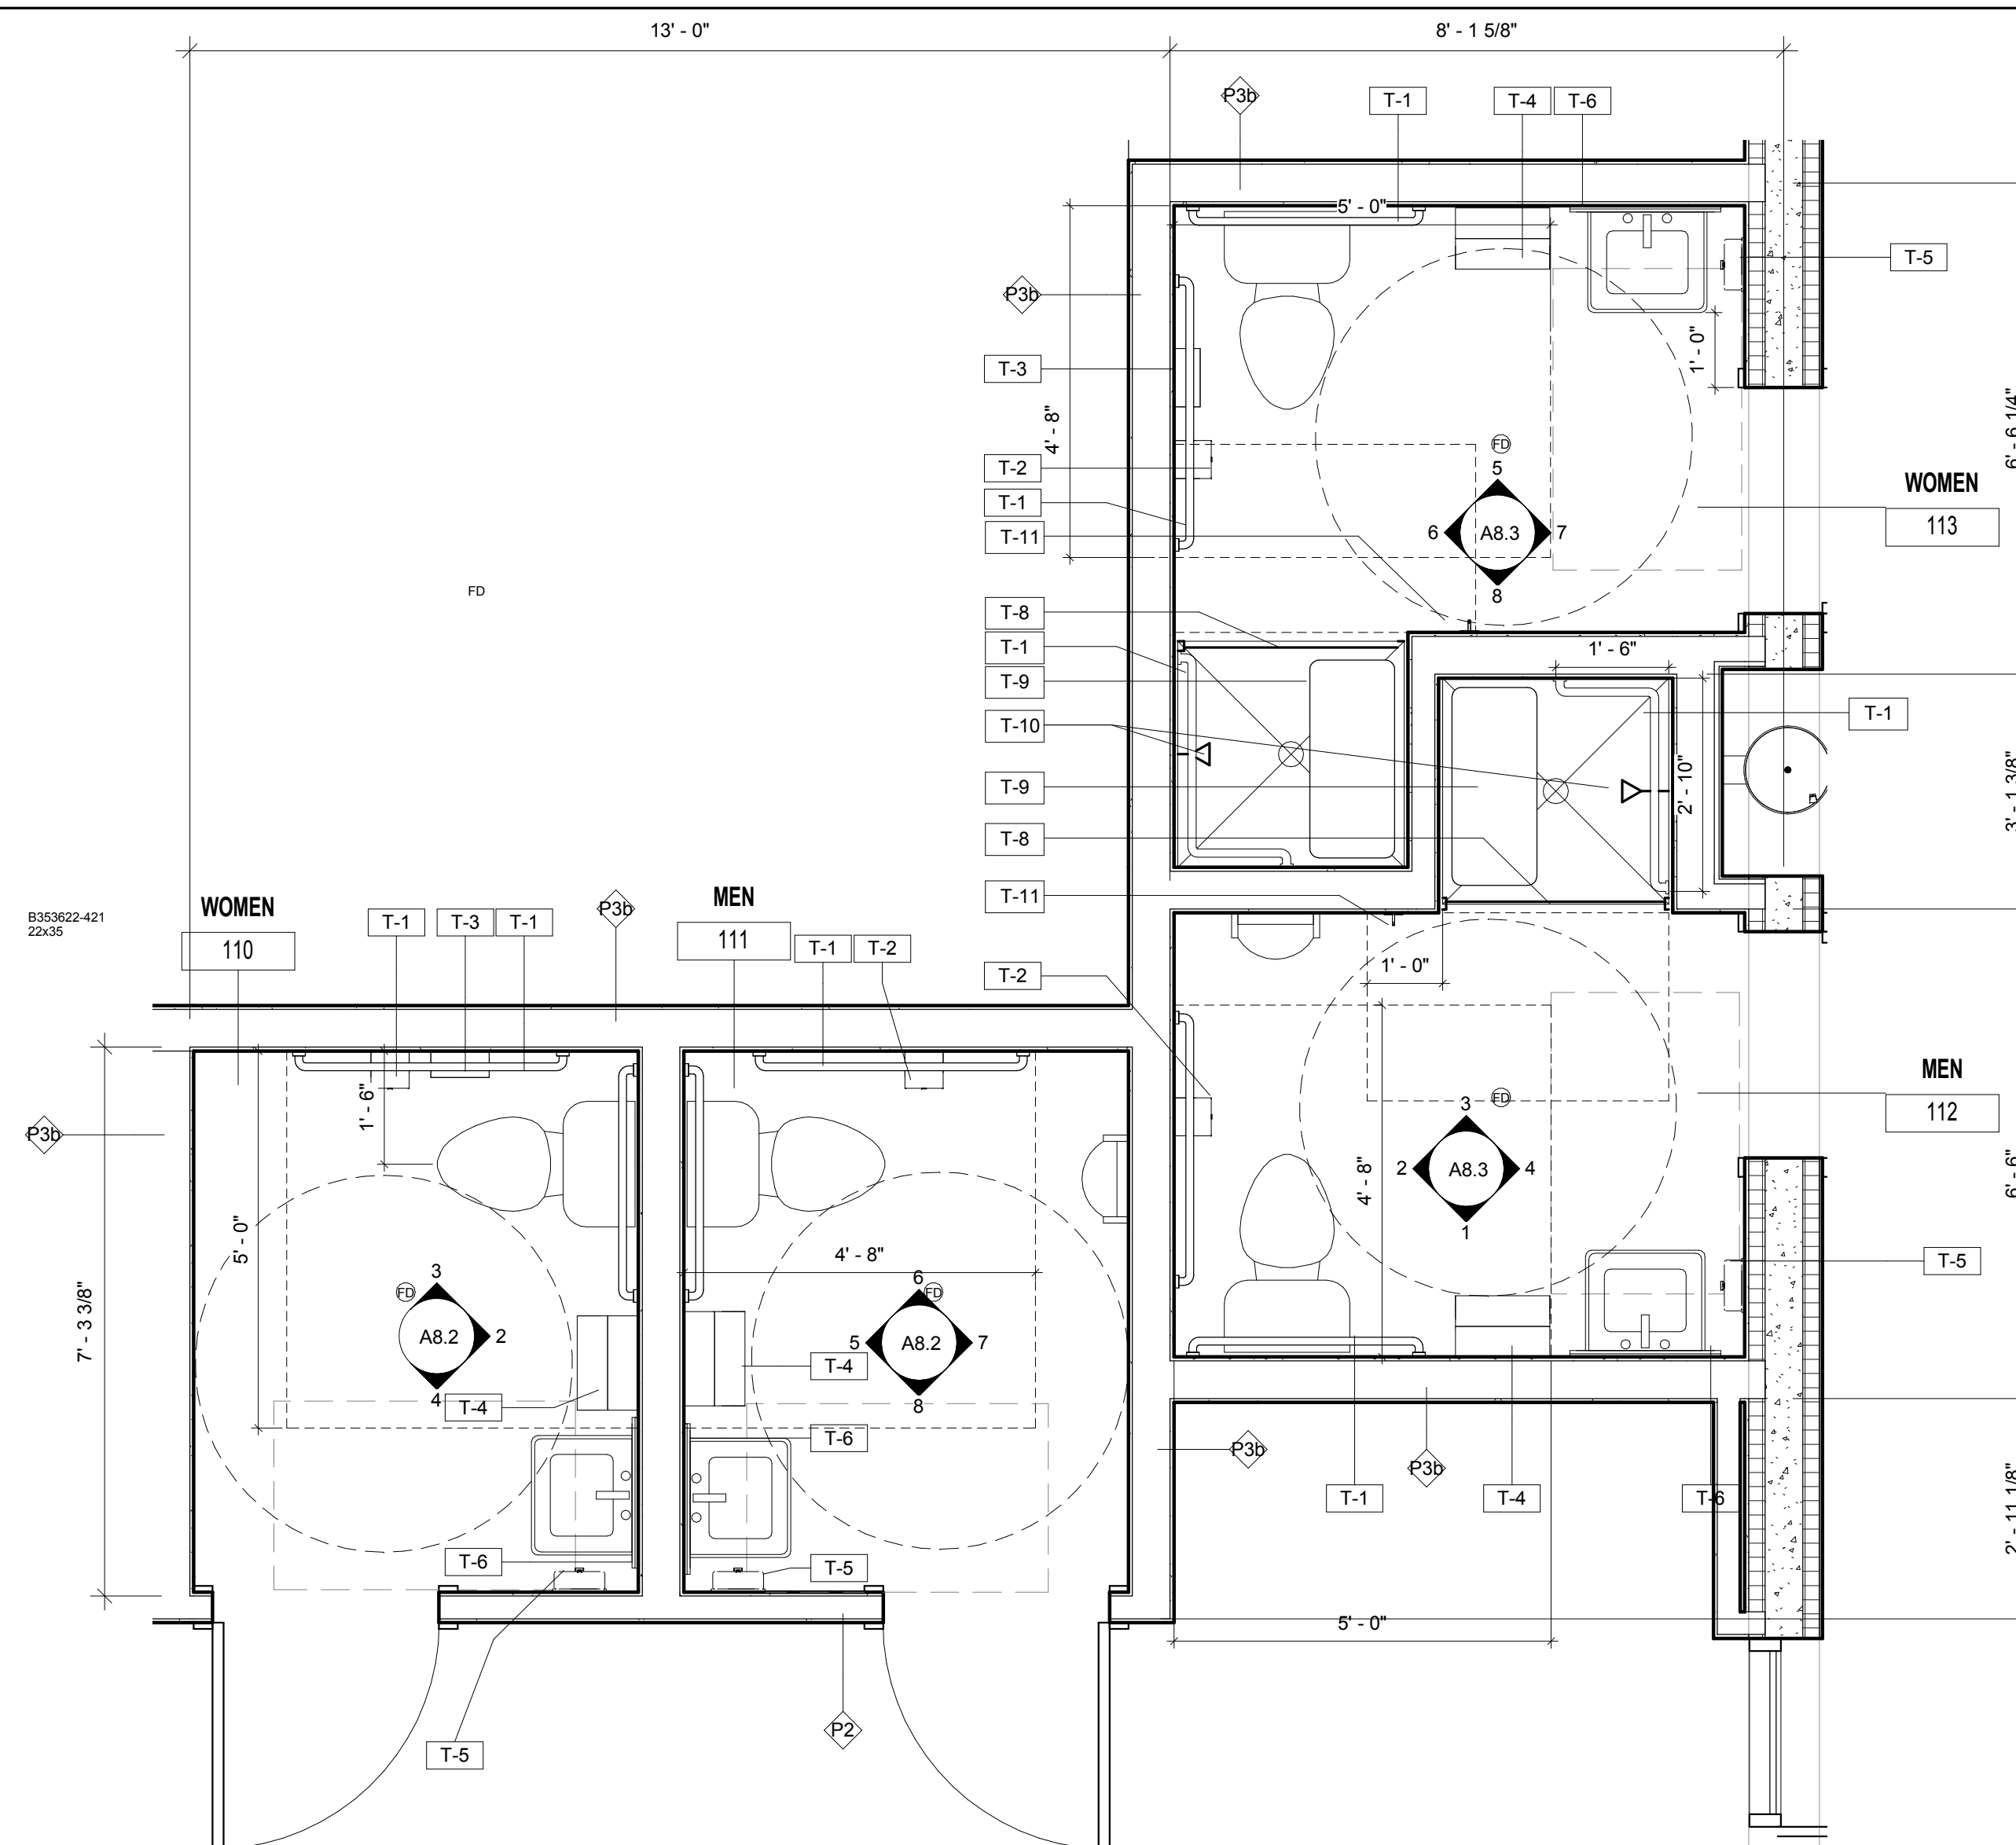 13' - 0"
8' - 1 5/8"
P3b
T-1
T-4
T-6
5' - 0"
P3b
T-5
T-3
1' - 0"
4' - 8"
6' - 6 1/4"
FD
T-2
5
WOMEN
T-1
113
T-11
6
A8.3
7
8
FD
T-8
T-1
1' - 6"
T-9
T-10
T-1
T-9
2' - 10"
3' - 1 3/8"
T-8
T-11
WOMEN
MEN
B353622-421
22x35
T-1
T-3
T-1
P3b
110
111
T-1
T-2
T-2
1' - 0"
MEN
112
FD
3
P3b
1' - 6"
2
A8.3
4
4' - 8"
6' - 6"
1
5' - 0"
4' - 8"
T-5
7' - 3 3/8"
FD
3
6
FD
A8.2
2
5
A8.2
7
T-4
4
T-4
8
T-6
P3b
P3b
T-1
T-4
T-6
2' - 11 1/8"
T-6
T-5
5' - 0"
P2
T-5